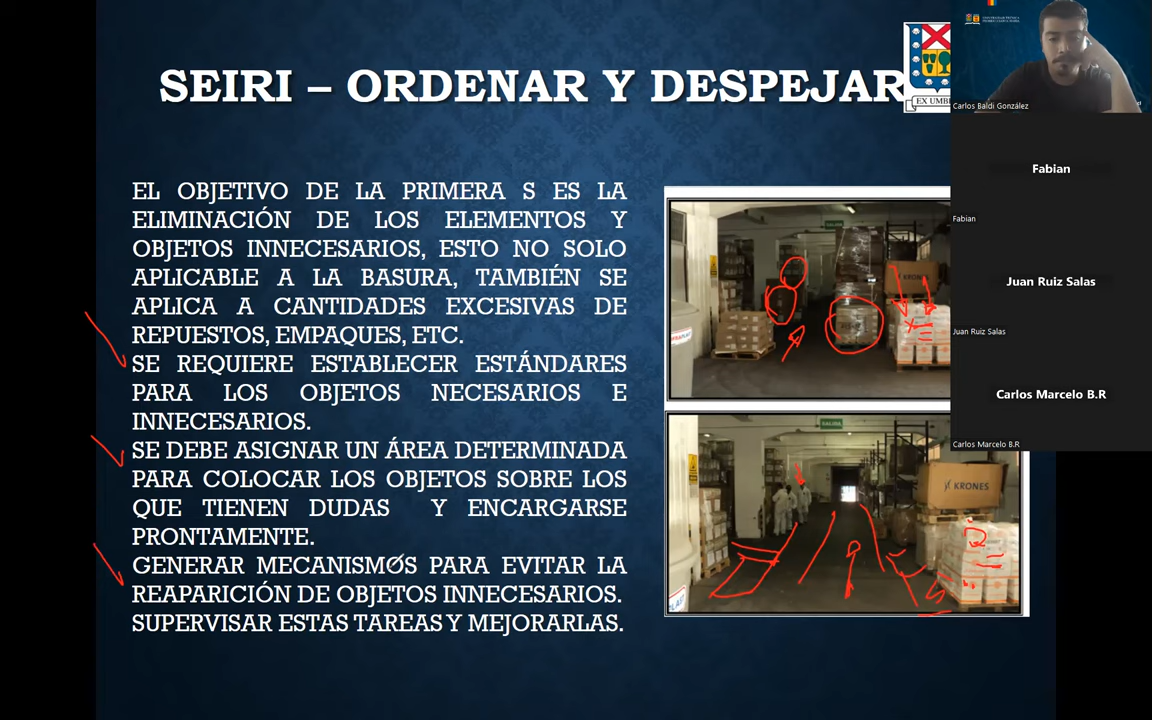 SEIRI – ORDENAR Y DESPEJAR
EX UMB
EL OBJETIVO DE LA PRIMERA S ES LA
ELIMINACIÓN DE LOS ELEMENTOS Y
OBJETOS INNECESARIOS, ESTO NO SOLO
APLICABLE A LA BASURA, TAMBIÉN SE
APLICA A CANTIDADES EXCESIVAS DE
REPUESTOS, EMPAQUES, ETC.
SE REQUIERE ESTABLECER ESTÁNDARES
PARA LOS OBJETOS NECESARIOS E
INNECESARIOS.
SE DEBE ASIGNAR UN ÁREA DETERMINADA
PARA COLOCAR LOS OBJETOS SOBRE LOS
QUE TIENEN DUDAS Y ENCARGARSE
PRONTAMENTE.
GENERAR MECANISMOS PARA EVITAR LA
REAPARICIÓN DE OBJETOS INNECESARIOS.
SUPERVISAR ESTAS TAREAS Y MEJORARLAS.
SALIDA
KRONES
SALIDA
KRONES
Carlos Baldi González
Fabian
Fabian
Juan Ruiz Salas
Juan Ruiz Salas
Carlos Marcelo B.R
Carlos Marcelo B.R